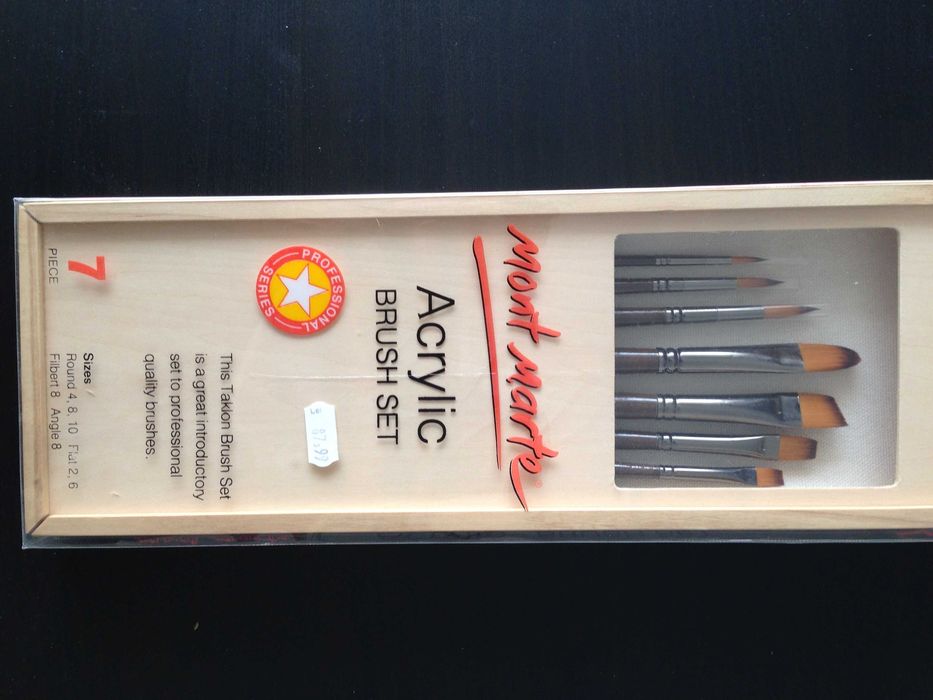 Mont Marte
Acrylic
BRUSH SET
PROFESSIONAL
SERIES
This Taklon Brush Set
is a great introductory
set to professional
quality brushes.
7
PIECE
Sizes
Round 4, 8, 10 Flat 2, 6
Filbert 8 Angle 8